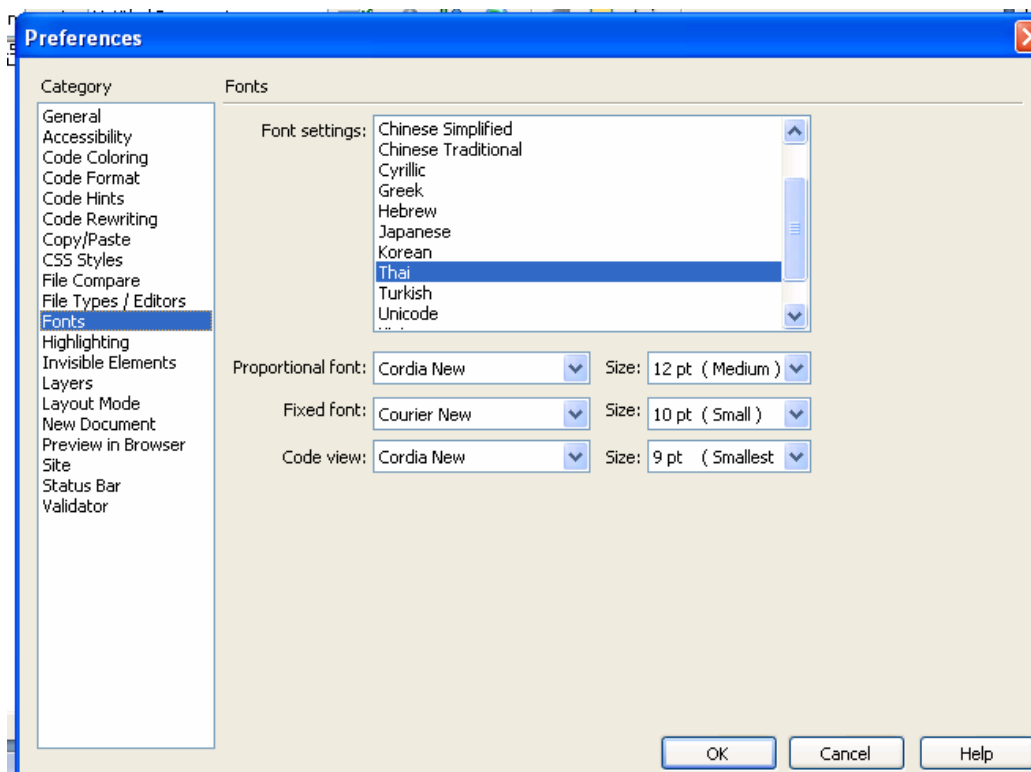 Preferences
Category
General
Accessibility
Code Coloring
Code Format
Code Hints
Code Rewriting
Copy/Paste
CSS Styles
File Compare
File Types / Editors
Fonts
Highlighting
Invisible Elements
Layers
Layout Mode
New Document
Preview in Browser
Site
Status Bar
Validator
Fonts
Font settings:
Chinese Simplified
Chinese Traditional
Cyrillic
Greek
Hebrew
Japanese
Korean
Thai
Turkish
Unicode
Proportional font: Cordia New Size: 12 pt ( Medium )
Fixed font: Courier New Size: 10 pt ( Small )
Code view: Cordia New Size: 9 pt ( Smallest
OK Cancel Help